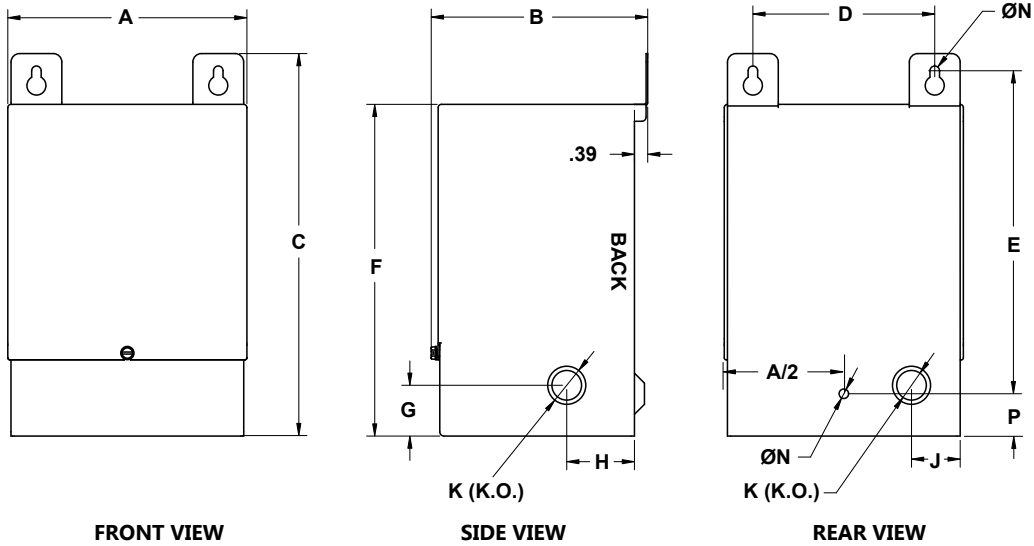 A
B
D
ØN
.39
C
F
BACK
E
A/2
G
P
H
ØN
J
K (K.O.)
K (K.O.)
FRONT VIEW
SIDE VIEW
REAR VIEW